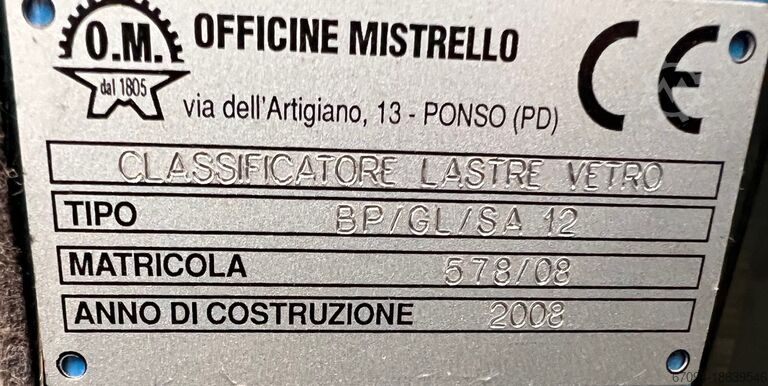 O.M.
dal 1805
OFFICINE MISTRELLO
via dell'Artigiano, 13 - PONSO (PD)
CE
CLASSIFICATORE LASTRE VETRO
TIPO BP/GL/SA 12
MATRICOLA 578/08
ANNO DI COSTRUZIONE 2008